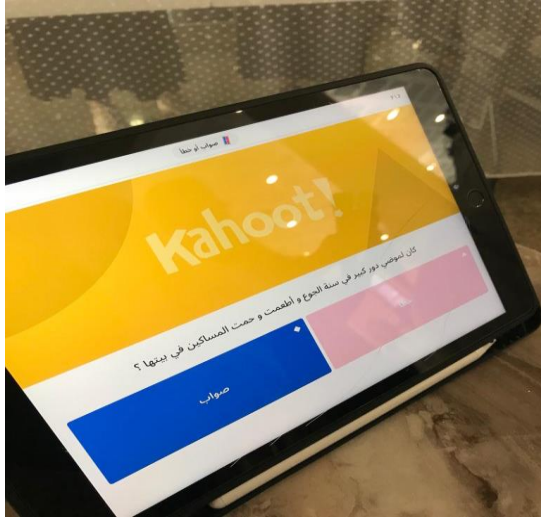 صواب أو خطأ
Kahoot!
كان لموضي دور كبير في سنة الجوع و أطعمت و حمت المساكين في بيتها ؟
صواب